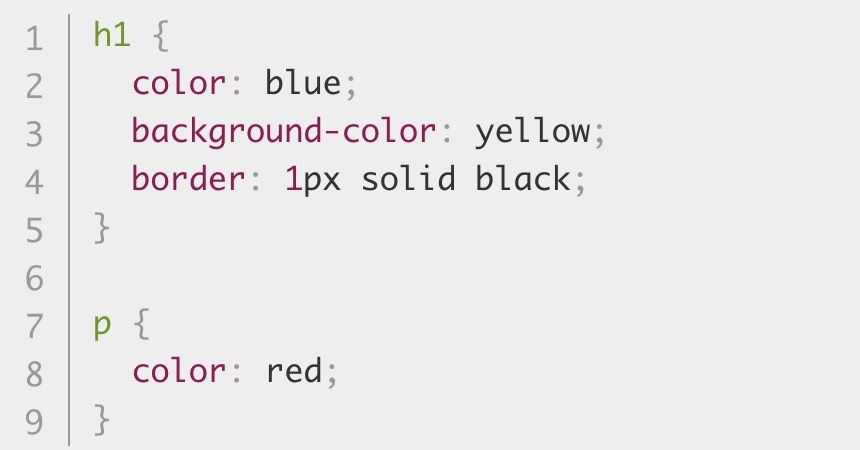 1 h1 {
2   color: blue;
3   background-color: yellow;
4   border: 1px solid black;
5 }
6
7 p {
8   color: red;
9 }